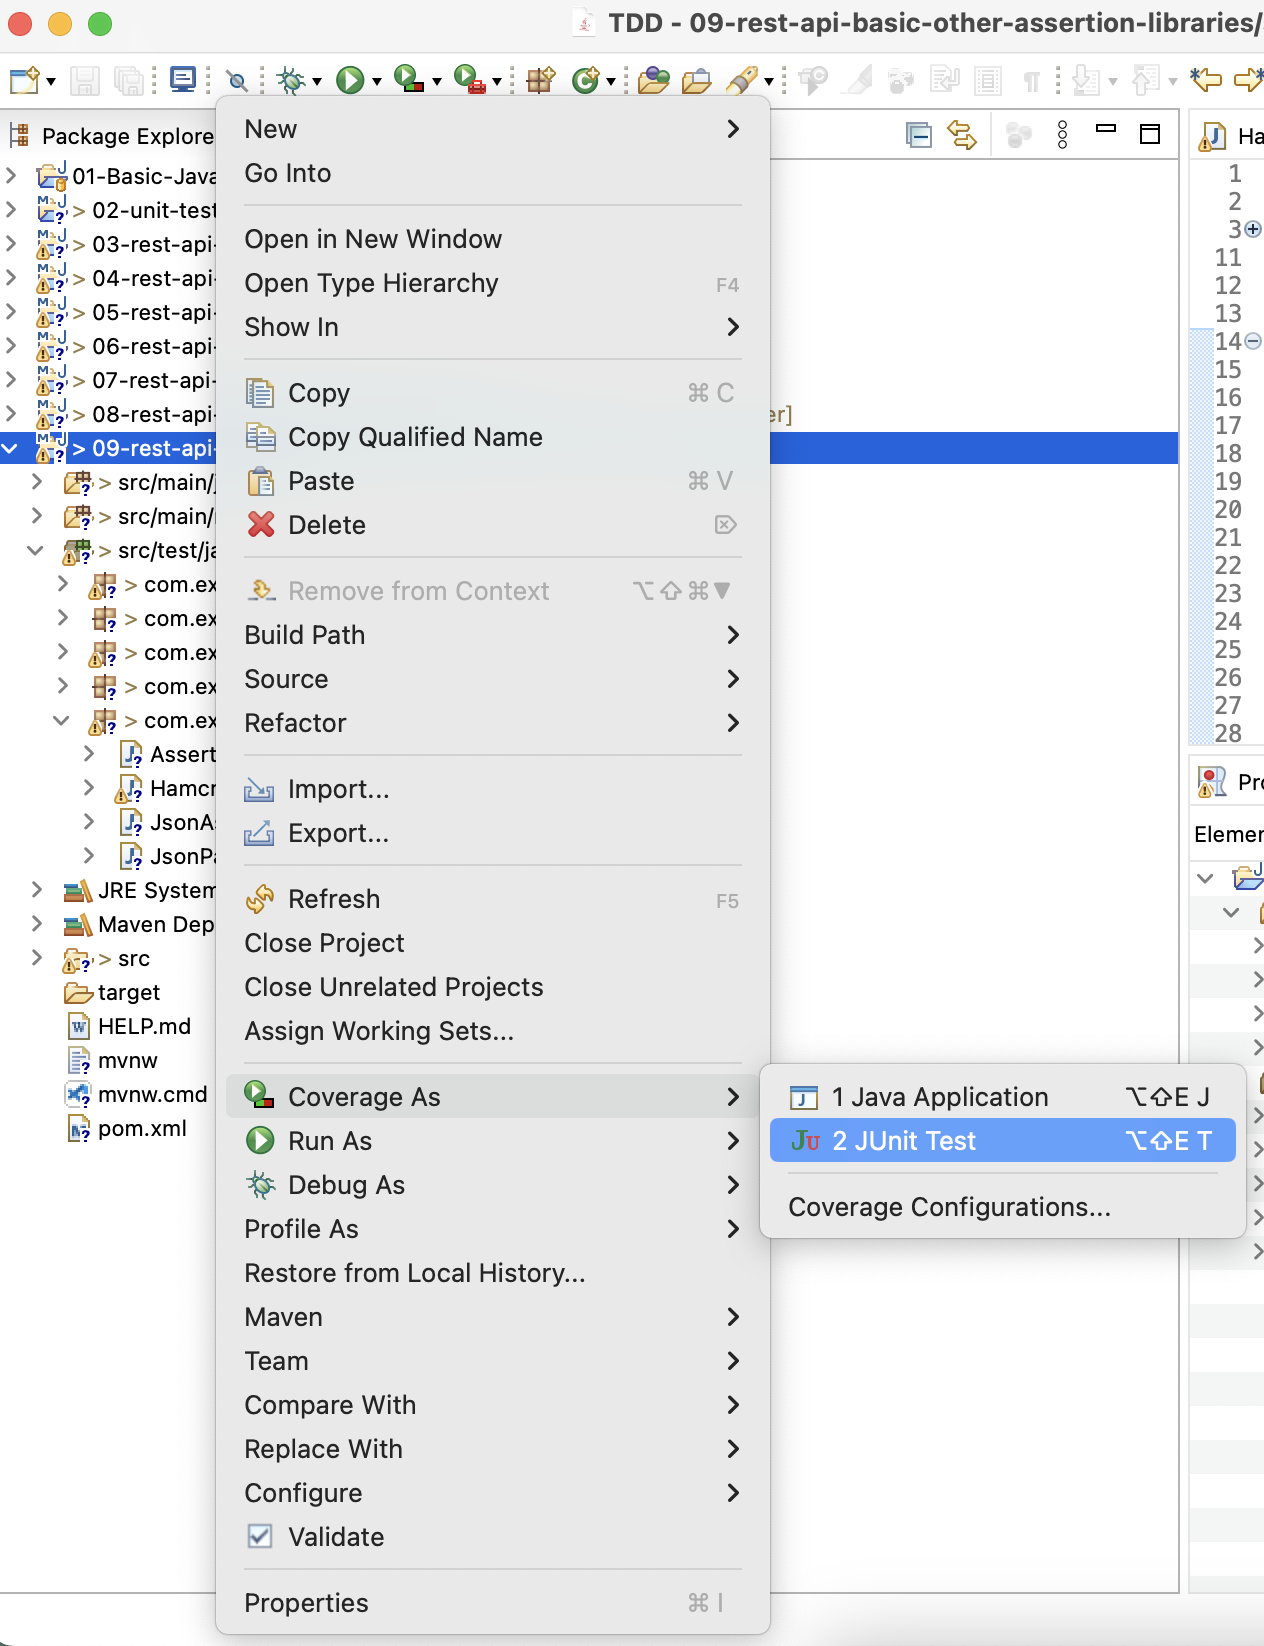 TDD - 09-rest-api-basic-other-assertion-libraries/
Package Explore
01-Basic-Java
> 02-unit-test
> 03-rest-api-
> 04-rest-api-
> 05-rest-api-
> 06-rest-api-
> 07-rest-api-
> 08-rest-api-
er]
> 09-rest-api-
> src/main/j
> src/main/r
> src/test/ja
> com.ex
> com.ex
> com.ex
> com.ex
> com.ex
Assert
Hamcr
JsonAs
JsonPa
JRE System
Maven Dep
> src
target
HELP.md
mvnw
mvnw.cmd
pom.xml
New
Go Into
Open in New Window
Open Type Hierarchy F4
Show In
Copy ⌘ C
Copy Qualified Name
Paste ⌘ V
Delete ⌦
Remove from Context ⌥⇧⌘▼
Build Path
Source
Refactor
Import...
Export...
Refresh F5
Close Project
Close Unrelated Projects
Assign Working Sets...
Coverage As
Run As
Debug As
Profile As
Restore from Local History...
Maven
Team
Compare With
Replace With
Configure
Validate
Properties ⌘ I
1 Java Application ⌥⇧E J
JU 2 JUnit Test ⌥⇧E T
Coverage Configurations...
Ha
1
2
3
11
12
13
14
15
16
17
18
19
20
21
22
23
24
25
26
27
28
Pro
Elemen